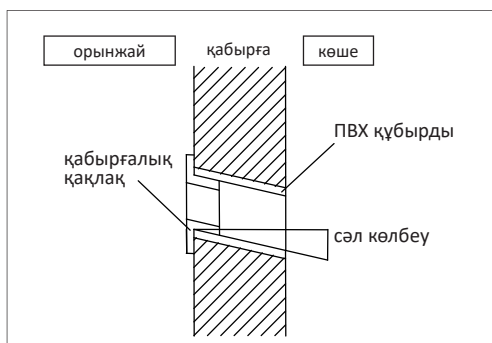 орынжай
қабырға
көше
ПВХ құбырды
қабырғалық
қақлақ
сәл көлбеу